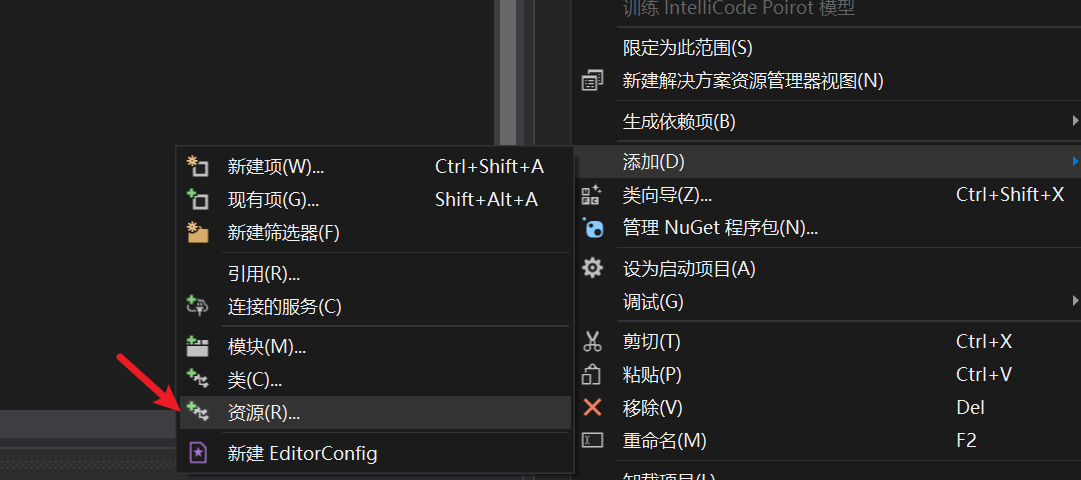 训练 IntelliCode Poirot 模型
限定为此范围(S)
新建解决方案资源管理器视图(N)
生成依赖项(B)
添加(D)
类向导(Z)... Ctrl+Shift+X
管理 NuGet 程序包(N)...
设为启动项目(A)
调试(G)
剪切(T) Ctrl+X
粘贴(P) Ctrl+V
移除(V) Del
重命名(M) F2
卸载项目(L)
新建项(W)... Ctrl+Shift+A
现有项(G)... Shift+Alt+A
新建筛选器(F)
引用(R)...
连接的服务(C)
模块(M)...
类(C)...
资源(R)...
新建 EditorConfig